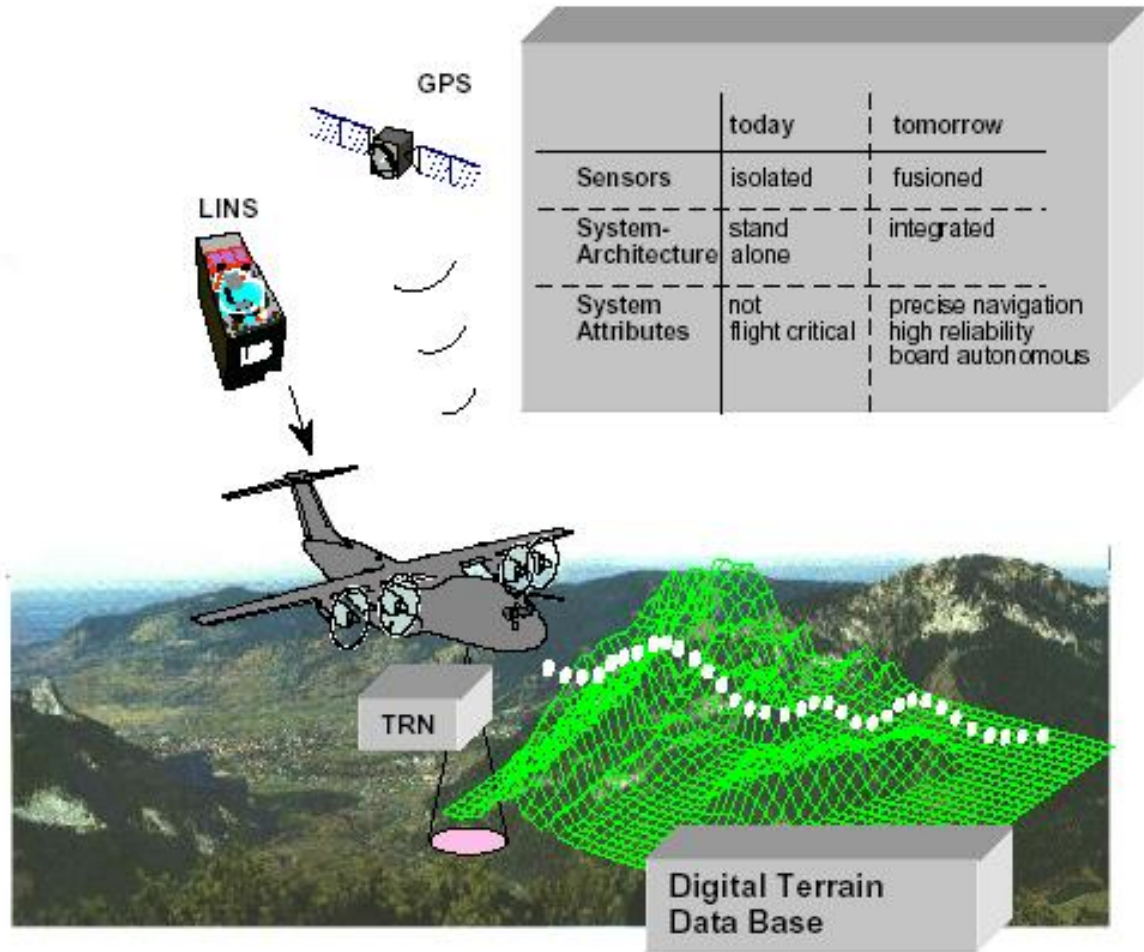 GPS
LINS
today tomorrow
Sensors isolated fusioned
System- stand integrated
Architecture alone
System not precise navigation
Attributes flight critical high reliability
board autonomous
TRN
Digital Terrain
Data Base